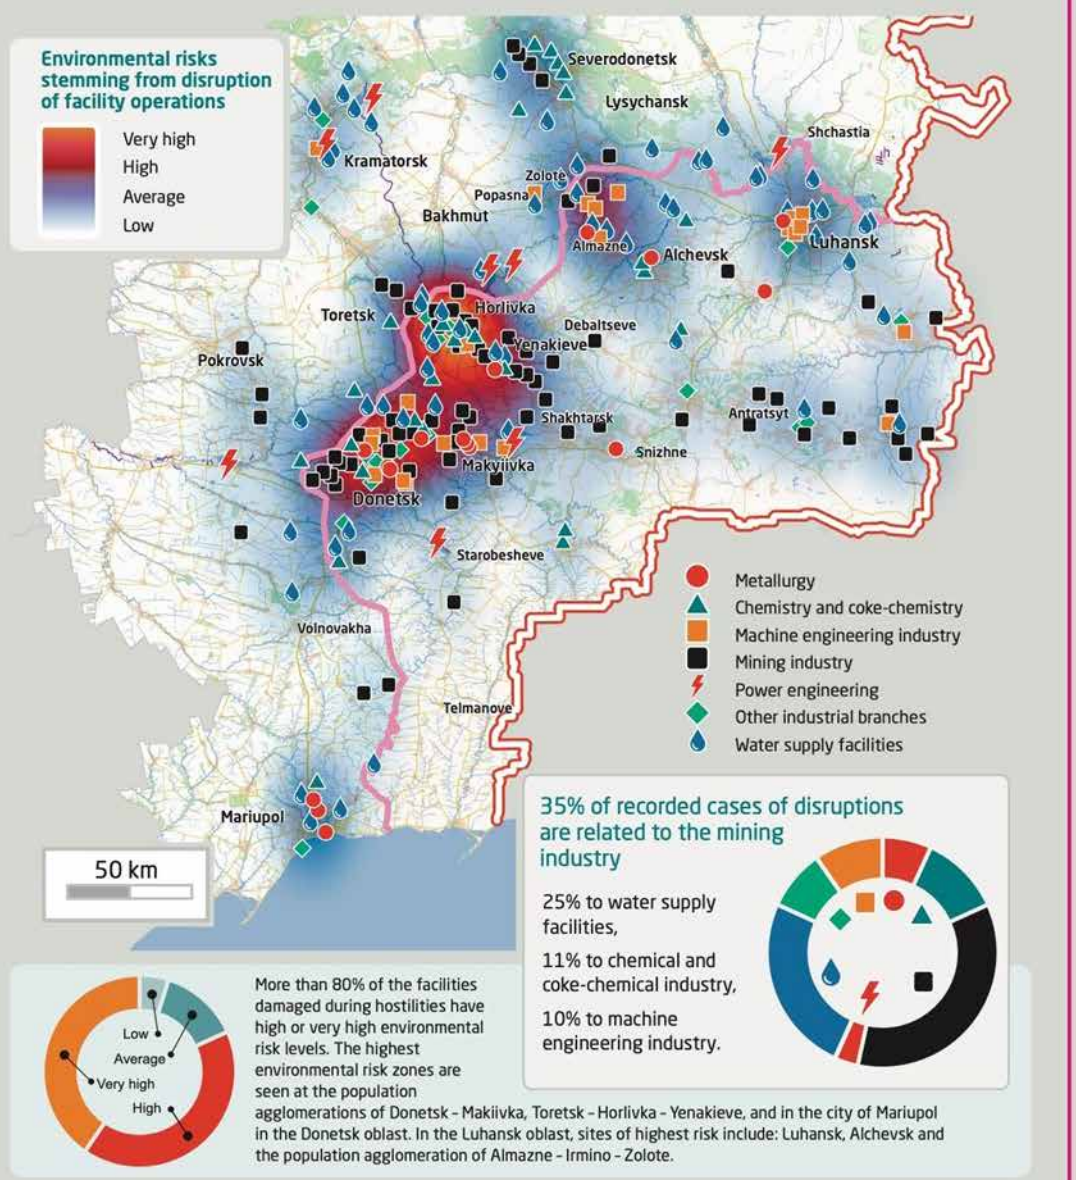 Environmental risks
stemming from disruption
of facility operations
Very high
High
Average
Low
Severodonetsk
Lysychansk
Shchastia
Kramatorsk
Zolote
Popasna
Bakhmut
Almazne
Alchevsk
Luhansk
Toretsk
Horlivka
Debaltseve
Yenakieve
Pokrovsk
Antratsyt
Shakhtarsk
Snizhne
Makyiivka
Donetsk
Starobesheve
Volnovakha
Telmanove
Mariupol
Metallurgy
Chemistry and coke-chemistry
Machine engineering industry
Mining industry
Power engineering
Other industrial branches
Water supply facilities
50 km
35% of recorded cases of disruptions
are related to the mining
industry
25% to water supply
facilities,
11% to chemical and
coke-chemical industry,
10% to machine
engineering industry.
Low
Average
Very high
High
More than 80% of the facilities
damaged during hostilities have
high or very high environmental
risk levels. The highest
environmental risk zones are
seen at the population
agglomerations of Donetsk – Makiivka, Toretsk – Horlivka – Yenakieve, and in the city of Mariupol
in the Donetsk oblast. In the Luhansk oblast, sites of highest risk include: Luhansk, Alchevsk and
the population agglomeration of Almazne – Irmino – Zolote.